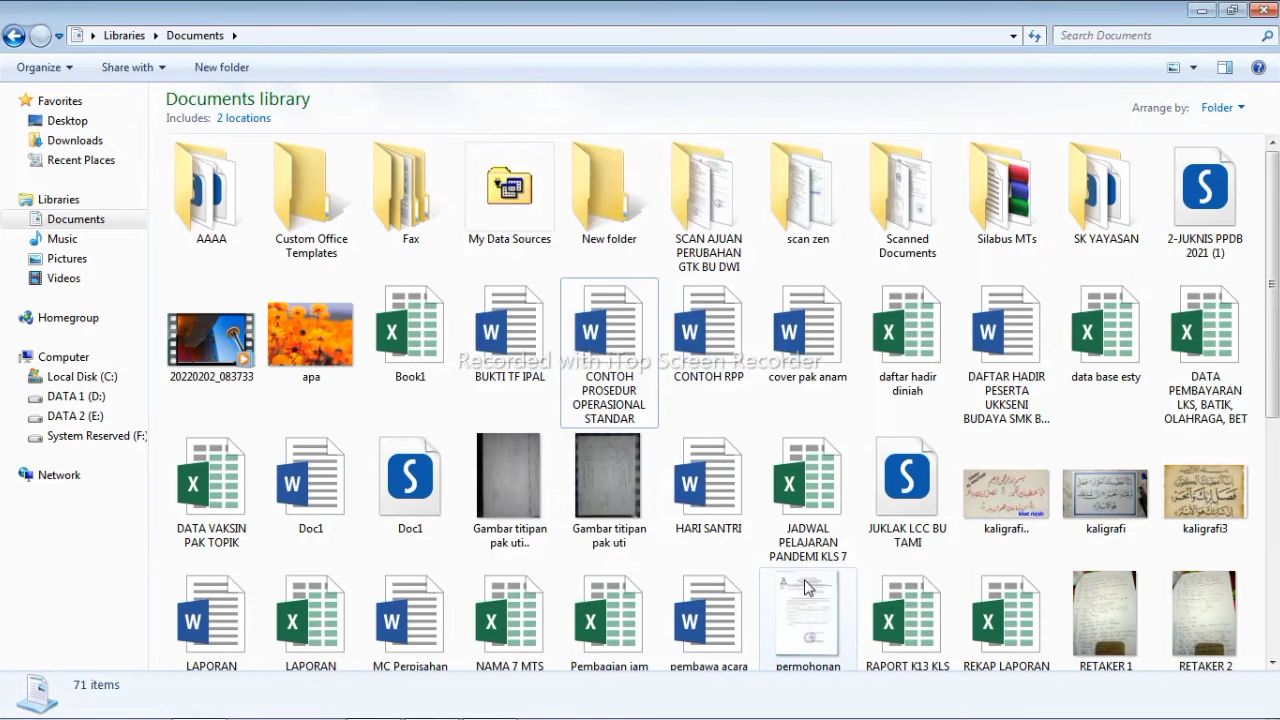 Libraries Documents
Search Documents
Organize Share with New folder
Documents library
Includes: 2 locations
Arrange by: Folder
Favorites
Desktop
Downloads
Recent Places
Libraries
Documents
Music
Pictures
Videos
Homegroup
Computer
Local Disk (C:)
DATA 1 (D:)
DATA 2 (E:)
System Reserved (F:)
Network
AAAA
Custom Office
Templates
Fax
My Data Sources
New folder
SCAN AJUAN
PERUBAHAN
GTK BU DWI
scan zen
Scanned
Documents
Silabus MTs
SK YAYASAN
2-JUKNIS PPDB
2021 (1)
Recorded with iTop Screen Recorder
20220202_083733
apa
Book1
BUKTI TF IPAL
CONTOH
PROSEDUR
OPERASIONAL
STANDAR
CONTOH RPP
cover pak anam
daftar hadir
diniah
DAFTAR HADIR
PESERTA
UKKSENI
BUDAYA SMK B...
data base esty
DATA
PEMBAYARAN
LKS, BATIK,
OLAHRAGA, BET
DATA VAKSIN
PAK TOPIK
Doc1
Doc1
Gambar titipan
pak uti..
Gambar titipan
pak uti
HARI SANTRI
JADWAL
PELAJARAN
PANDEMI KLS 7
JUKLAK LCC BU
TAMI
kaligrafi..
kaligrafi
kaligrafi3
LAPORAN
LAPORAN
MC Perpisahan
NAMA 7 MTS
Pembagian jam
pembawa acara
permohonan
RAPORT K13 KLS
REKAP LAPORAN
RETAKER 1
RETAKER 2
71 items